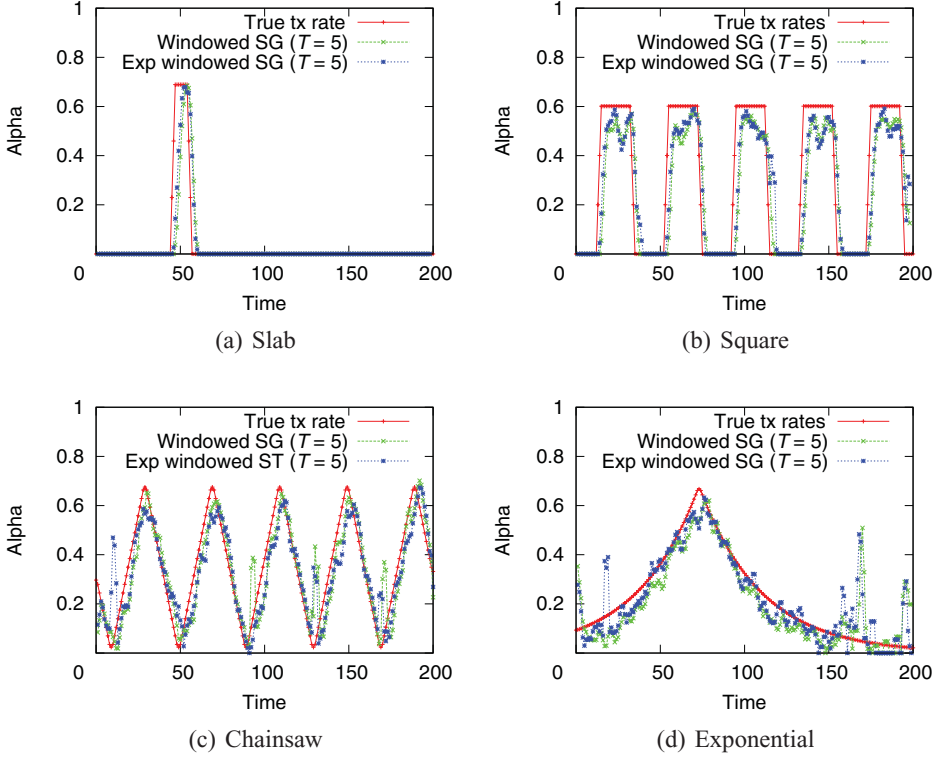 1
0.8
0.6
0.4
0.2
0
50
100
150
200
Alpha
Time
True tx rate
Windowed SG (T = 5)
Exp windowed SG (T = 5)
(a) Slab
1
0.8
0.6
0.4
0.2
0
50
100
150
200
Alpha
Time
True tx rates
Windowed SG (T = 5)
Exp windowed SG (T = 5)
(b) Square
1
0.8
0.6
0.4
0.2
0
50
100
150
200
Alpha
Time
True tx rate
Windowed SG (T = 5)
Exp windowed ST (T = 5)
(c) Chainsaw
1
0.8
0.6
0.4
0.2
0
50
100
150
200
Alpha
Time
True tx rates
Windowed SG (T = 5)
Exp windowed SG (T = 5)
(d) Exponential